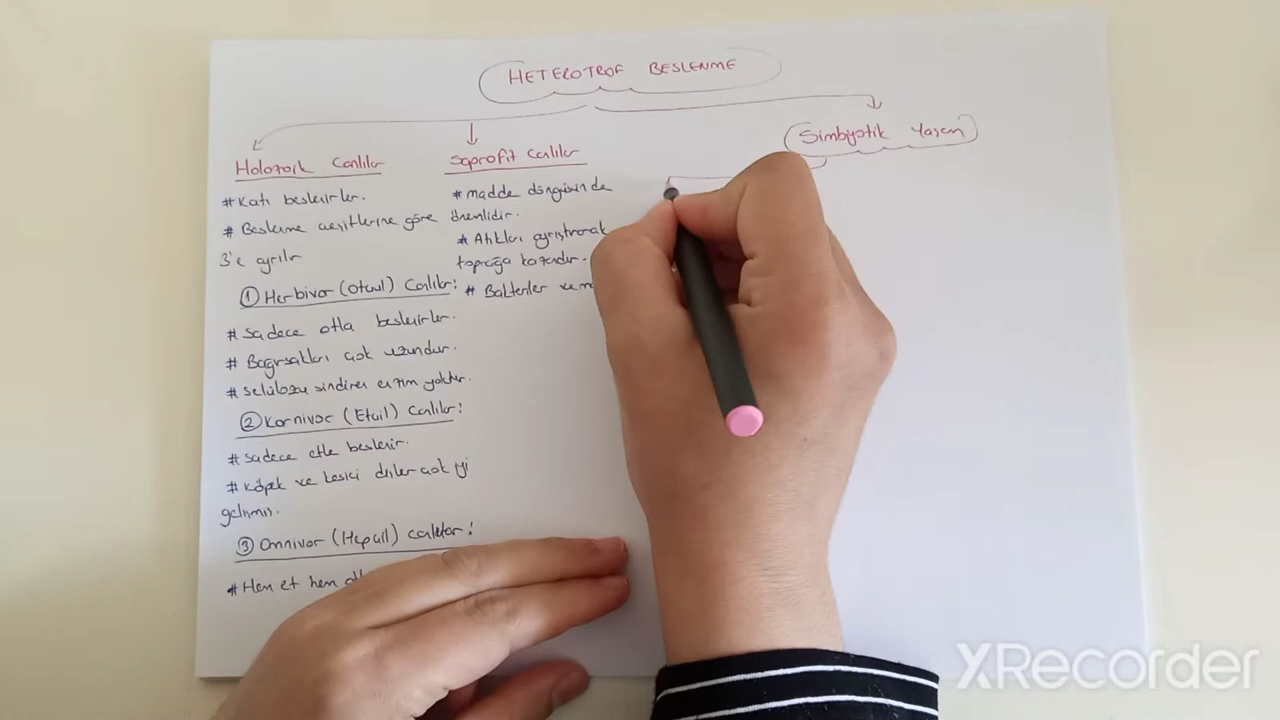 HETEROTROF BESLENME
Holozoik Canlılar
# Katı beslenirler.
# Beslenme çeşitlerine göre
3'e ayrılır
① Herbivor (Otçul) Canlılar:
# Sadece otla beslenirler.
# Bağırsakları çok uzundur.
# Selülozu sindiren enzim yoktur.
② Karnivor (Etçil) Canlılar:
# Sadece etle beslenir.
# Köpek ve kesici dişler çok iyi
gelişmiş.
③ Omnivor (Hepçil) canlılar:
# Hem et hem
Saprofit Canlılar
# madde döngüsünde
önemlidir.
# Atıkları ayrıştırarak
toprağa kazandır.
# Bakteriler ve
Simbiyotik Yaşam
XRecorder